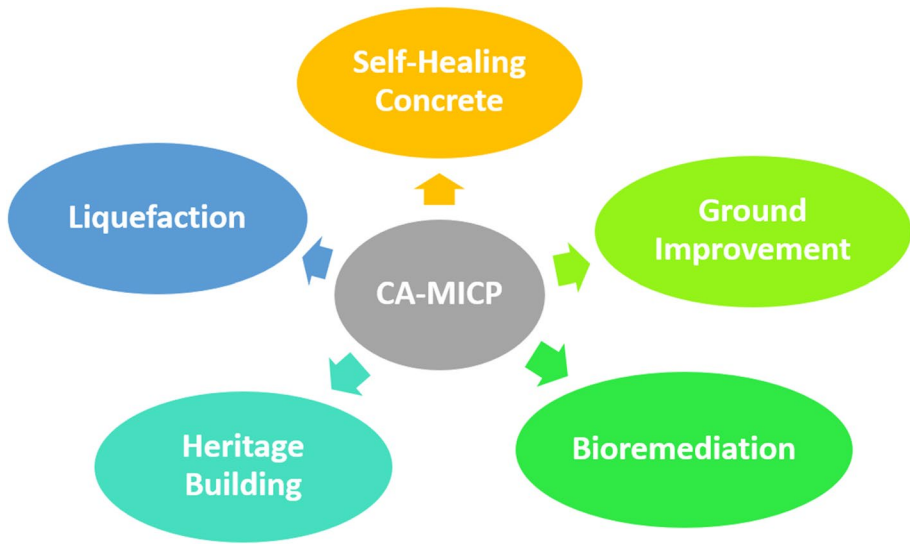 Self-Healing
Concrete
Liquefaction
Ground
Improvement
CA-MICP
Heritage
Building
Bioremediation